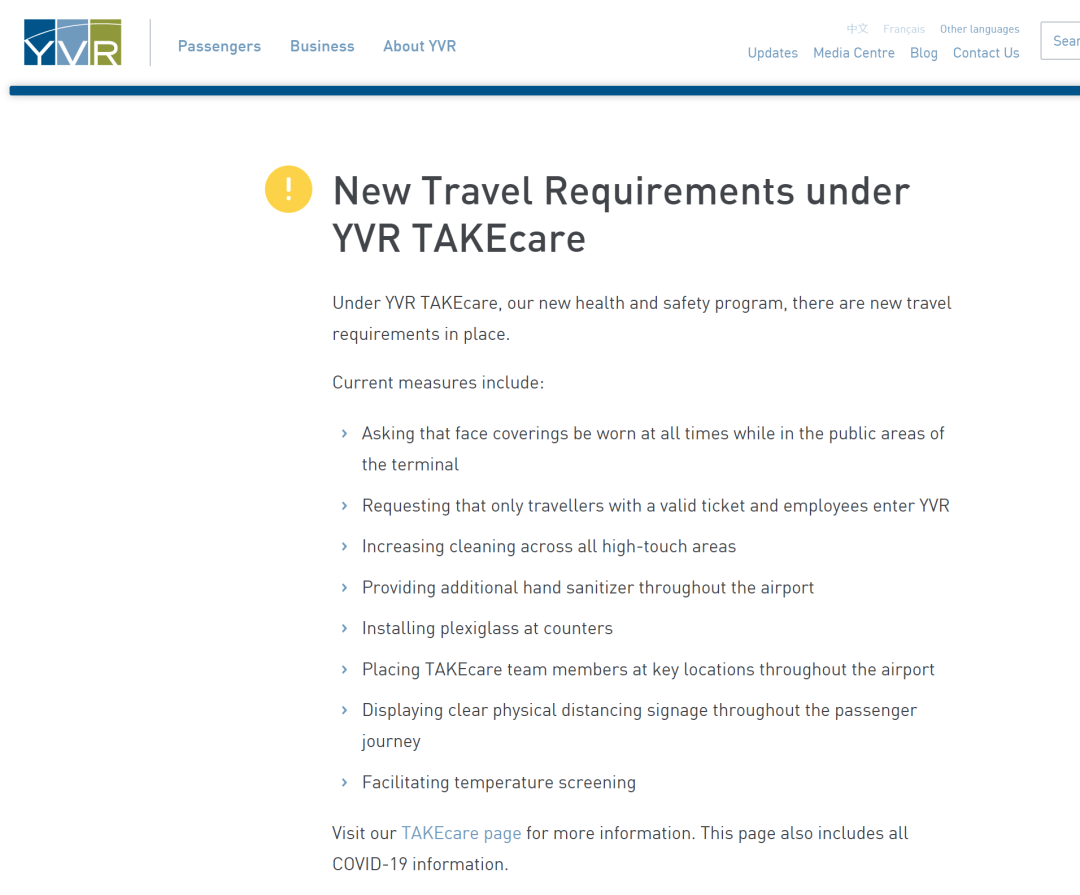 YVR
Passengers Business About YVR
中文 Français Other languages
Updates Media Centre Blog Contact Us
Sear
New Travel Requirements under
YVR TAKEcare
Under YVR TAKEcare, our new health and safety program, there are new travel
requirements in place.
Current measures include:
Asking that face coverings be worn at all times while in the public areas of
the terminal
Requesting that only travellers with a valid ticket and employees enter YVR
Increasing cleaning across all high-touch areas
Providing additional hand sanitizer throughout the airport
Installing plexiglass at counters
Placing TAKEcare team members at key locations throughout the airport
Displaying clear physical distancing signage throughout the passenger
journey
Facilitating temperature screening
Visit our TAKEcare page for more information. This page also includes all
COVID-19 information.